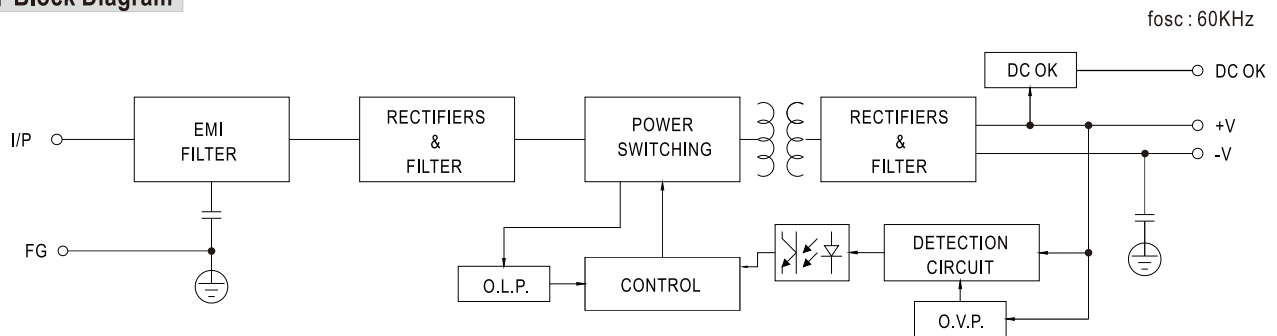 Block Diagram
fosc : 60KHz
DC OK
DC OK
I/P
EMI
FILTER
RECTIFIERS
&
FILTER
POWER
SWITCHING
RECTIFIERS
&
FILTER
+V
-V
FG
O.L.P.
CONTROL
DETECTION
CIRCUIT
O.V.P.